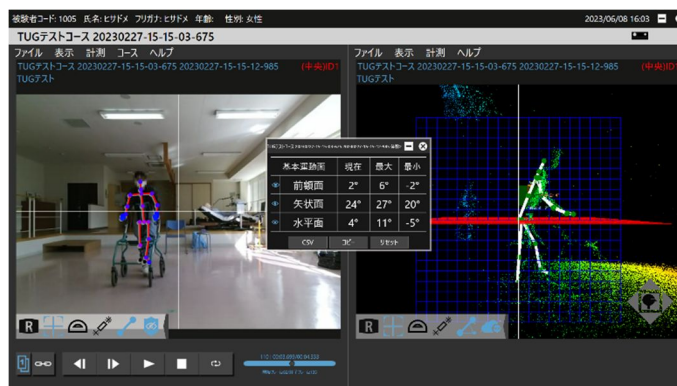 被験者コード: 1005 氏名: ヒサドメ フリガナ: ヒサドメ 年齢: 性別: 女性
2023/06/08 16:03
TUGテストコース 20230227-15-15-03-675
ファイル 表示 計測 コース ヘルプ
TUGテストコース 20230227-15-15-03-675 20230227-15-15-12-985 (中央)ID1
TUGテスト
ファイル 表示 計測 ヘルプ
TUGテストコース 20230227-15-15-03-675 20230227-15-15-12-985 (中央)ID1
TUGテスト
基本運動面 現在 最大 最小
前額面 2° 6° -2°
矢状面 24° 27° 20°
水平面 4° 11° -5°
CSV コピー リセット
R
R